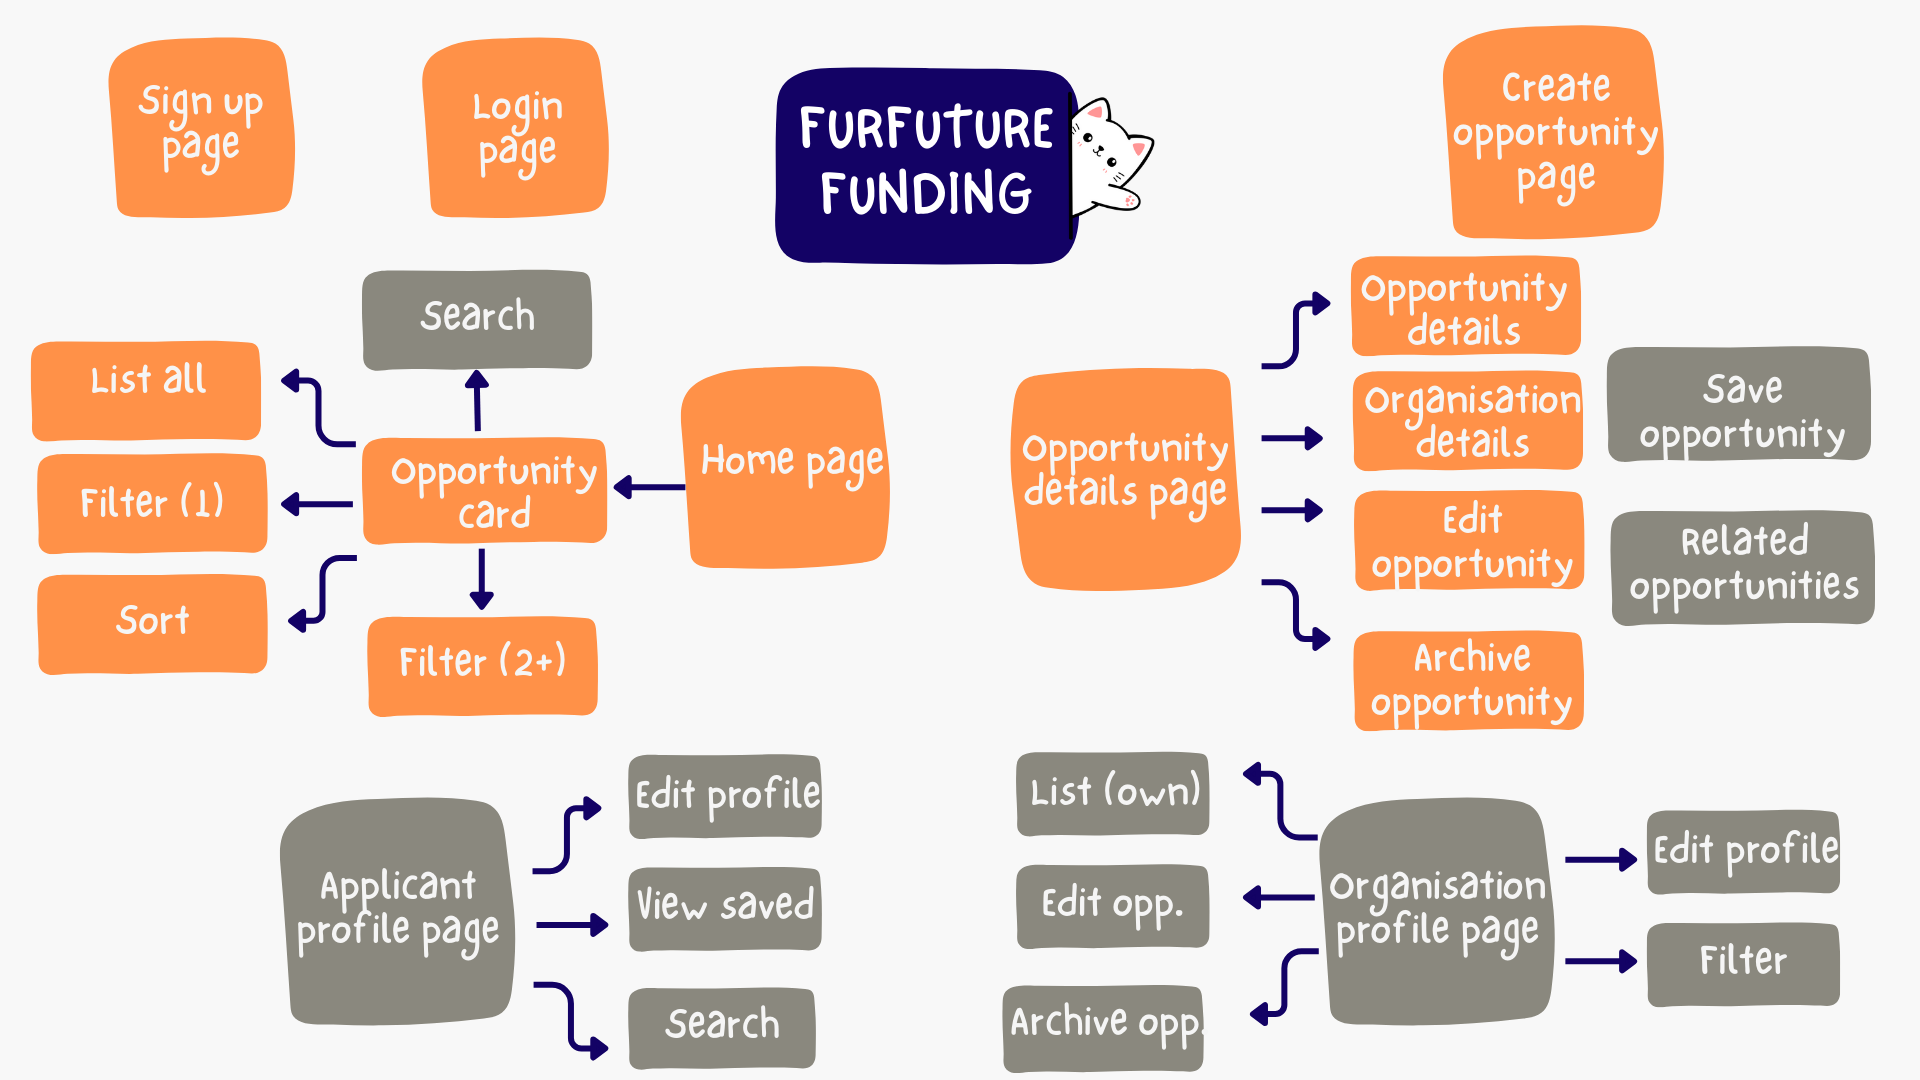 Sign up
page
Login
page
FURFUTURE
FUNDING
Create
opportunity
page
Search
List all
Filter (1)
Sort
Opportunity
card
Filter (2+)
Home page
Opportunity
details page
Opportunity
details
Organisation
details
Edit
opportunity
Archive
opportunity
Save
opportunity
Related
opportunities
Applicant
profile page
Edit profile
View saved
Search
List (own)
Edit opp.
Archive opp.
Organisation
profile page
Edit profile
Filter